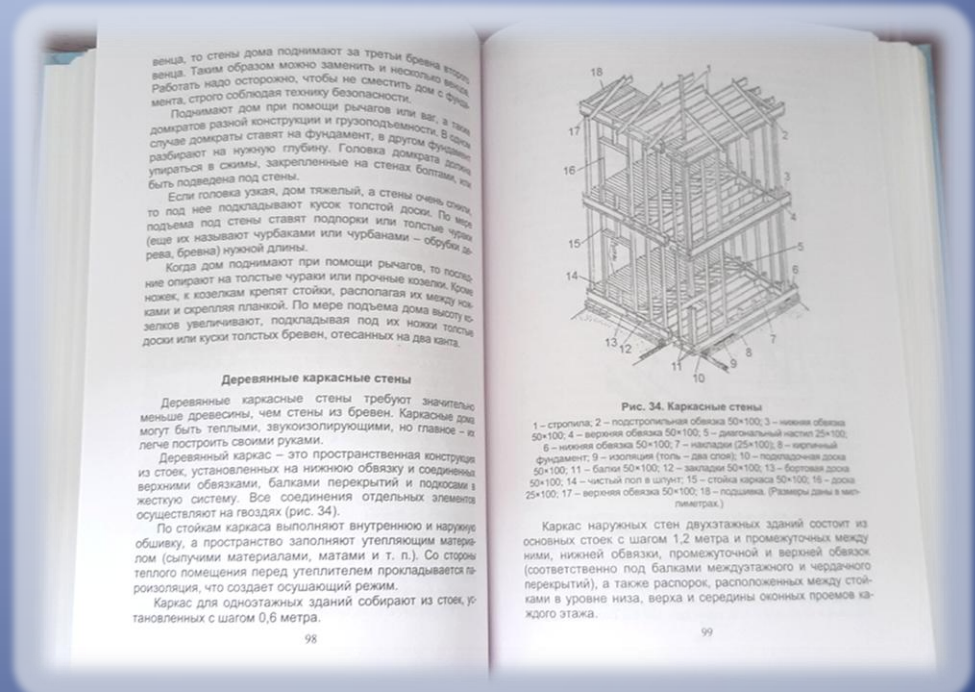 венца, то стены дома поднимают за третьи бревна второго
венца. Таким образом можно заменить и несколько венцов.
Работать надо осторожно, чтобы не сместить дом с фунда-
мента, строго соблюдая технику безопасности.
Поднимают дом при помощи рычагов или ваг, а также
домкратов разной конструкции и грузоподъемности. В одном
случае домкраты ставят на фундамент, в другом фундамент
разбирают на нужную глубину. Головка домкрата должна
упираться в сжимы, закрепленные на стенах болтами, или
быть подведена под стены.
Если головка узкая, дом тяжелый, а стены очень сгнили,
то под нее подкладывают кусок толстой доски. По мере
подъема под стены ставят подпорки или толстые чураки
(еще их называют чурбаками или чурбанами – обрубки де-
рева, бревна) нужной длины.
Когда дом поднимают при помощи рычагов, то послед-
ние опирают на толстые чураки или прочные козелки. Кроме
ножек, к козелкам крепят стойки, располагая их между нож-
ками и скрепляя планкой. По мере подъема дома высоту ко-
зелков увеличивают, подкладывая под их ножки толстые
доски или куски толстых бревен, отесанных на два канта.
Деревянные каркасные стены
Деревянные каркасные стены требуют значительно
меньше древесины, чем стены из бревен. Каркасные дома
могут быть теплыми, звукоизолирующими, но главное – их
легче построить своими руками.
Деревянный каркас – это пространственная конструкция
из стоек, установленных на нижнюю обвязку и соединенных
верхними обвязками, балками перекрытий и подкосами в
жесткую систему. Все соединения отдельных элементов
осуществляют на гвоздях (рис. 34).
По стойкам каркаса выполняют внутреннюю и наружную
обшивку, а пространство заполняют утепляющим материа-
лом (сыпучими материалами, матами и т. п.). Со стороны
теплого помещения перед утеплителем прокладывается па-
роизоляция, что создает осушающий режим.
Каркас для одноэтажных зданий собирают из стоек, ус-
тановленных с шагом 0,6 метра.
98
18
1
17
2
16
3
4
15
5
14
6
13
12
11
10
9
8
7
Рис. 34. Каркасные стены
1 – стропила; 2 – подстропильная обвязка 50×100; 3 – нижняя обвязка
50×100; 4 – верхняя обвязка 50×100; 5 – диагональный настил 25×100;
6 – нижняя обвязка 50×100; 7 – накладки (25×100); 8 – кирпичный
фундамент; 9 – изоляция (толь – два слоя); 10 – подкладочная доска
50×100; 11 – балки 50×100; 12 – закладки 50×100; 13 – бортовая доска
50×100; 14 – чистый пол в шпунт; 15 – стойка каркаса 50×100; 16 – доска
25×100; 17 – верхняя обвязка 50×100; 18 – подшивка. (Размеры даны в мил-
лиметрах.)
Каркас наружных стен двухэтажных зданий состоит из
основных стоек с шагом 1,2 метра и промежуточных между
ними, нижней обвязки, промежуточной и верхней обвязок
(соответственно под балками междуэтажного и чердачного
перекрытий), а также распорок, расположенных между стой-
ками в уровне низа, верха и середины оконных проемов ка-
ждого этажа.
99